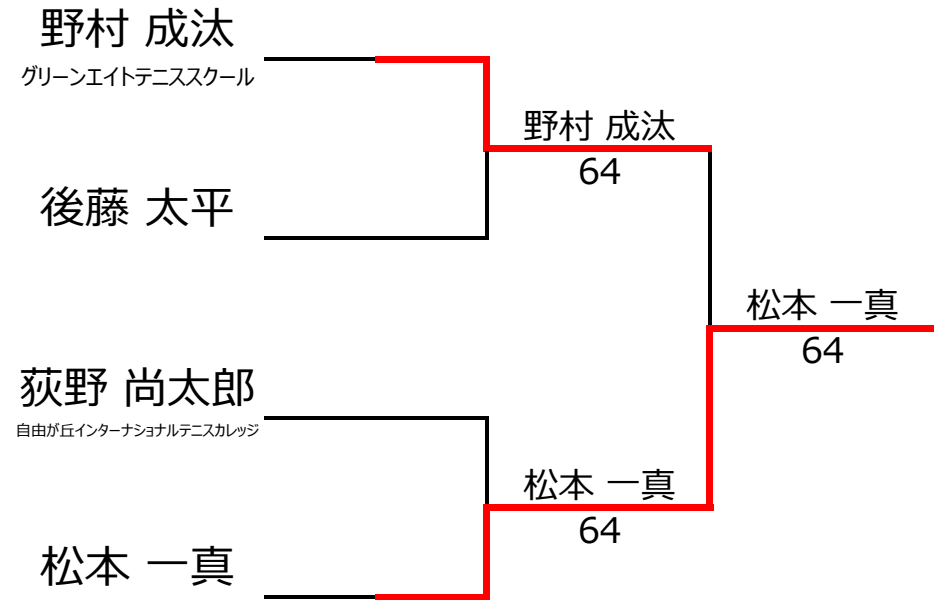 野村 成汰
グリーンエイトテニススクール
野村 成汰
64
後藤 太平
松本 一真
64
荻野 尚太郎
自由が丘インターナショナルテニスカレッジ
松本 一真
64
松本 一真